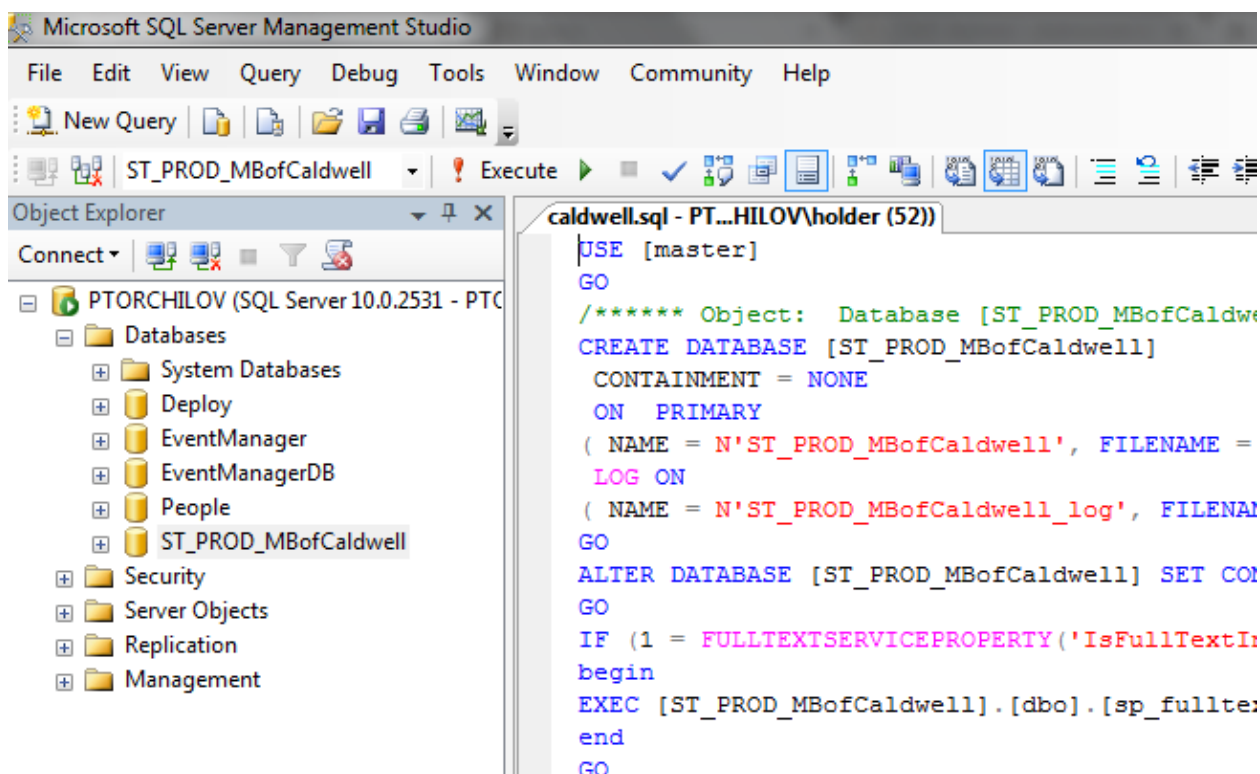 Microsoft SQL Server Management Studio
File Edit View Query Debug Tools Window Community Help
New Query
ST_PROD_MBofCaldwell Execute
Object Explorer
Connect
PTORCHILOV (SQL Server 10.0.2531 - PTO
Databases
System Databases
Deploy
EventManager
EventManagerDB
People
ST_PROD_MBofCaldwell
Security
Server Objects
Replication
Management
caldwell.sql - PT...HILOV\holder (52))
USE [master]
GO
/****** Object:  Database [ST_PROD_MBofCaldwe
CREATE DATABASE [ST_PROD_MBofCaldwell]
CONTAINMENT = NONE
ON  PRIMARY
( NAME = N'ST_PROD_MBofCaldwell', FILENAME =
LOG ON
( NAME = N'ST_PROD_MBofCaldwell_log', FILENAM
GO
ALTER DATABASE [ST_PROD_MBofCaldwell] SET COM
GO
IF (1 = FULLTEXTSERVICEPROPERTY('IsFullTextIn
begin
EXEC [ST_PROD_MBofCaldwell].[dbo].[sp_fulltex
end
GO